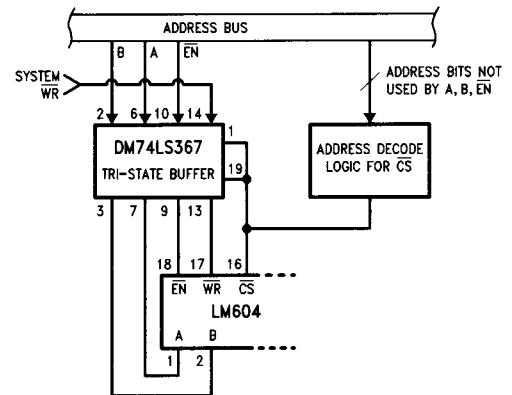 ADDRESS BUS
B A EN
SYSTEM
WR
ADDRESS BITS NOT
USED BY A, B, EN
2 6 10 14
1
DM74LS367
TRI-STATE BUFFER
19
ADDRESS DECODE
LOGIC FOR CS
3 7 9 13
18 17 16
EN WR CS
LM604
A B
1 2